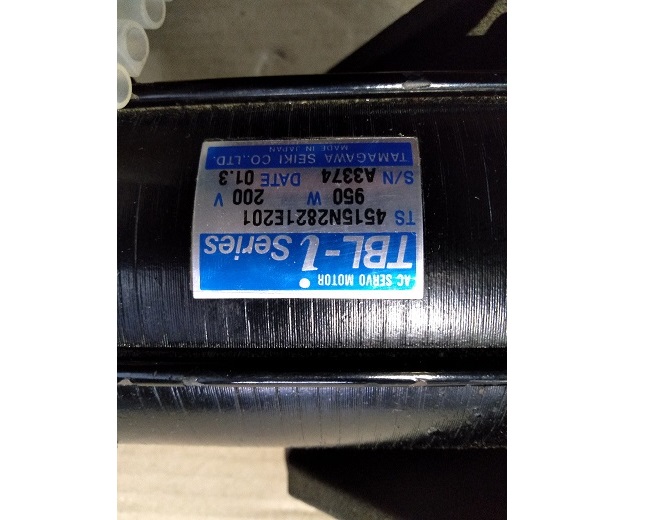 AC SERVO MOTOR
TBL-i Series
TS 4515N2821E201
950 W 200 V
S/N A3374 DATE 01.3
TAMAGAWA SEIKI CO.,LTD.
MADE IN JAPAN